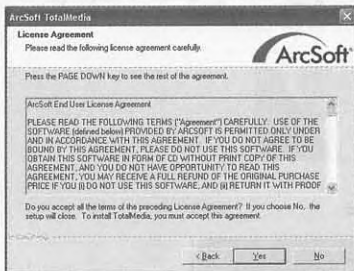 ArcSoft TotalMedia
License Agreement
Please read the following license agreement carefully.
ArcSoft
Press the PAGE DOWN key to see the rest of the agreement.
ArcSoft End User License Agreement
PLEASE READ THE FOLLOWING TERMS ("Agreement") CAREFULLY. USE OF THE
SOFTWARE (defined below) PROVIDED BY ARCSOFT IS PERMITTED ONLY UNDER
AND IN ACCORDANCE WITH THIS AGREEMENT. IF YOU DO NOT AGREE TO BE
BOUND BY THIS AGREEMENT, PLEASE DO NOT USE THIS SOFTWARE. IF YOU
OBTAIN THIS SOFTWARE IN FORM OF CD WITHOUT PRINT COPY OF THIS
AGREEMENT, AND YOU DO NOT HAVE OPPORTUNITY TO READ THIS
AGREEMENT, YOU MAY RECEIVE A FULL REFUND OF THE ORIGINAL PURCHASE
PRICE IF YOU (i) DO NOT USE THIS SOFTWARE, AND (ii) RETURN IT WITH PROOF
Do you accept all the terms of the preceding License Agreement? If you choose No, the
setup will close. To install TotalMedia, you must accept this agreement.
< Back
Yes
No